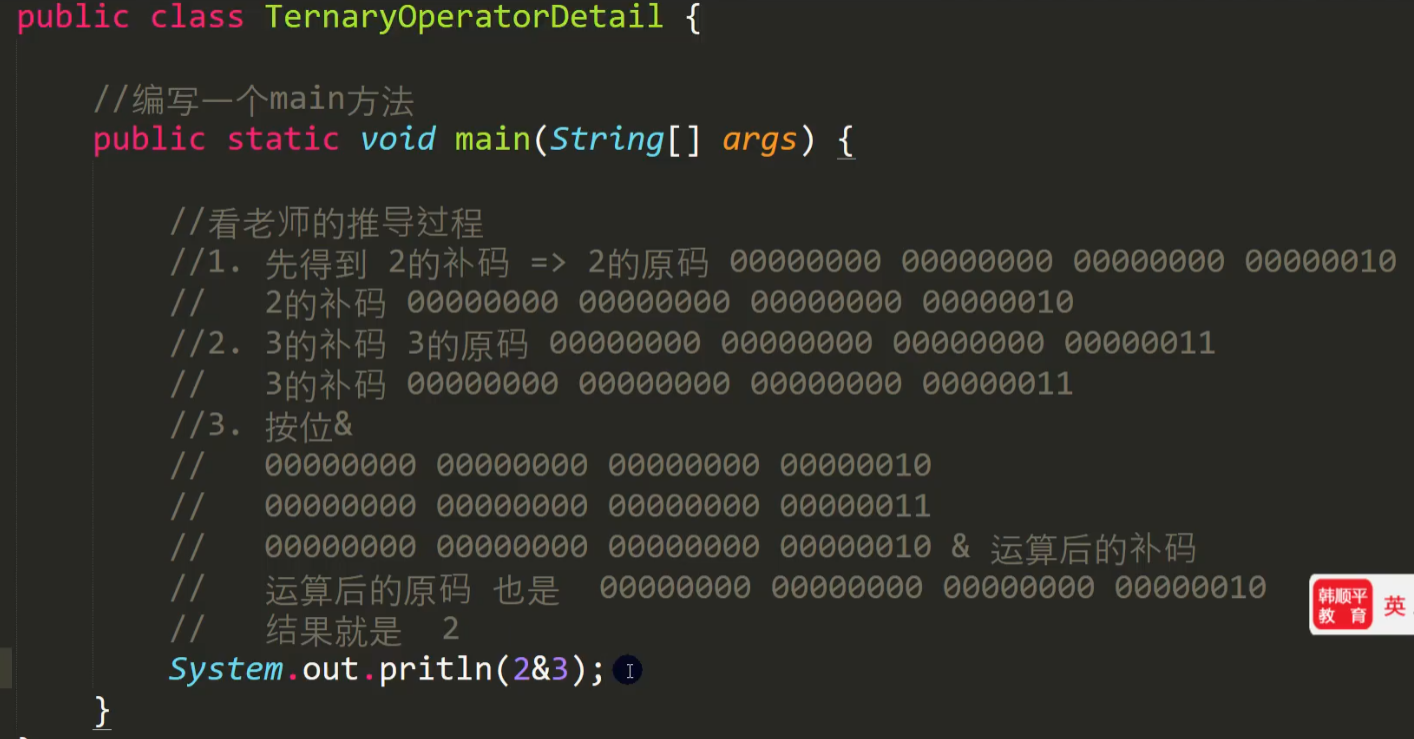 public class TernaryOperatorDetail {
//编写一个main方法
public static void main(String[] args) {
//看老师的推导过程
//1. 先得到 2的补码 => 2的原码 00000000 00000000 00000000 00000010
// 2的补码 00000000 00000000 00000000 00000010
//2. 3的补码 3的原码 00000000 00000000 00000000 00000011
// 3的补码 00000000 00000000 00000000 00000011
//3. 按位&
// 00000000 00000000 00000000 00000010
// 00000000 00000000 00000000 00000011
// 00000000 00000000 00000000 00000010 & 运算后的补码
// 运算后的原码 也是 00000000 00000000 00000000 00000010
// 结果就是 2
System.out.pritln(2&3);
}
韩顺平
教 育
英